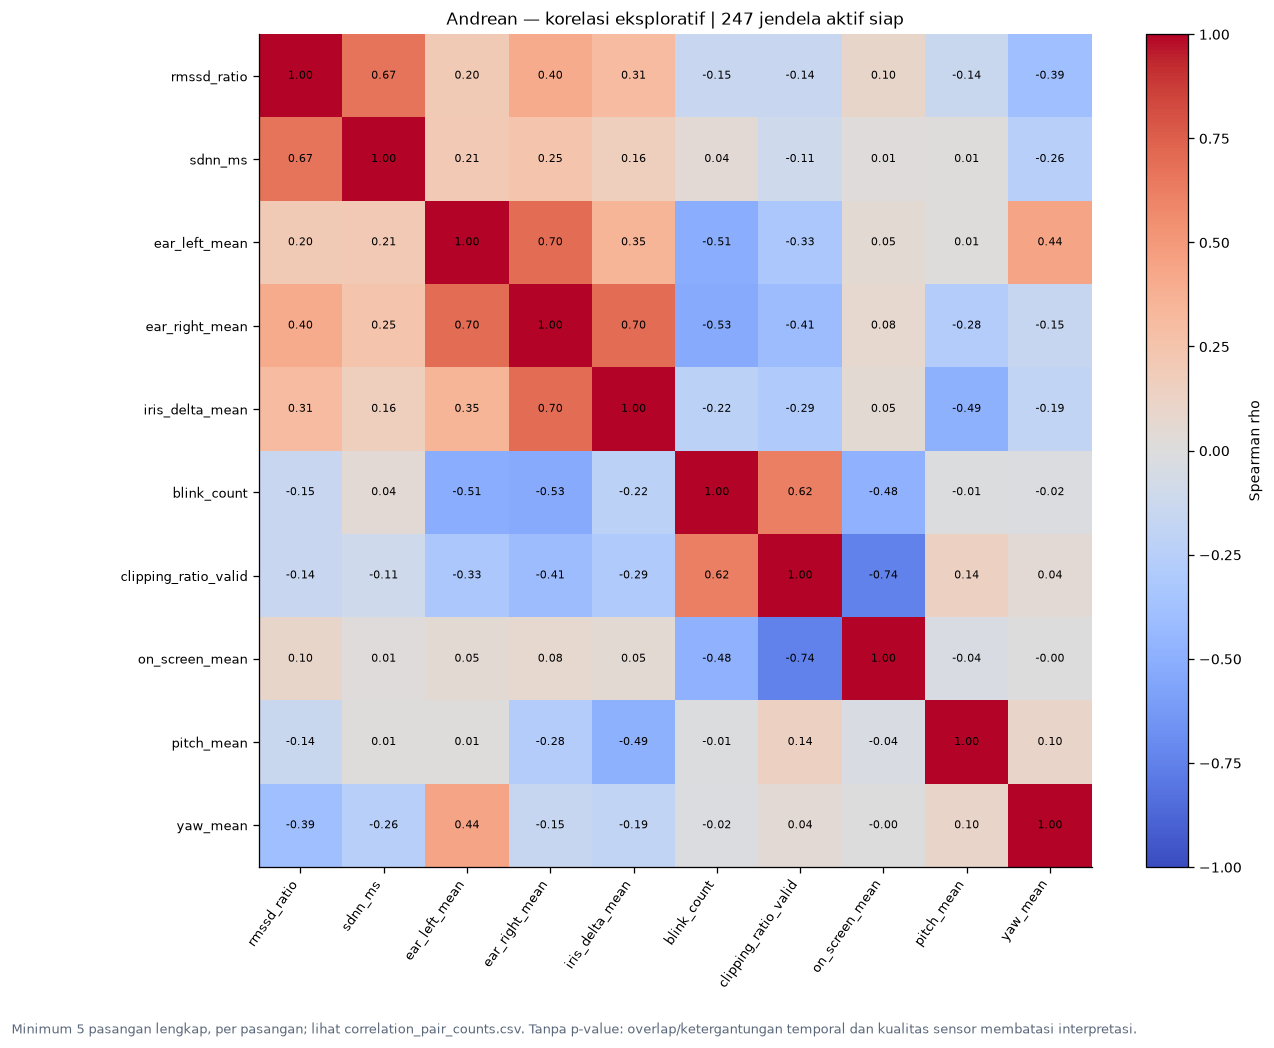 Andrean — korelasi eksploratif | 247 jendela aktif siap
rmssd_ratio 1.00 0.67 0.20 0.40 0.31 -0.15 -0.14 0.10 -0.14 -0.39
sdnn_ms 0.67 1.00 0.21 0.25 0.16 0.04 -0.11 0.01 0.01 -0.26
ear_left_mean 0.20 0.21 1.00 0.70 0.35 -0.51 -0.33 0.05 0.01 0.44
ear_right_mean 0.40 0.25 0.70 1.00 0.70 -0.53 -0.41 0.08 -0.28 -0.15
iris_delta_mean 0.31 0.16 0.35 0.70 1.00 -0.22 -0.29 0.05 -0.49 -0.19
blink_count -0.15 0.04 -0.51 -0.53 -0.22 1.00 0.62 -0.48 -0.01 -0.02
clipping_ratio_valid -0.14 -0.11 -0.33 -0.41 -0.29 0.62 1.00 -0.74 0.14 0.04
on_screen_mean 0.10 0.01 0.05 0.08 0.05 -0.48 -0.74 1.00 -0.04 -0.00
pitch_mean -0.14 0.01 0.01 -0.28 -0.49 -0.01 0.14 -0.04 1.00 0.10
yaw_mean -0.39 -0.26 0.44 -0.15 -0.19 -0.02 0.04 -0.00 0.10 1.00
rmssd_ratio
sdnn_ms
ear_left_mean
ear_right_mean
iris_delta_mean
blink_count
clipping_ratio_valid
on_screen_mean
pitch_mean
yaw_mean
1.00
0.75
0.50
0.25
0.00
−0.25
−0.50
−0.75
−1.00
Spearman rho
Minimum 5 pasangan lengkap, per pasangan; lihat correlation_pair_counts.csv. Tanpa p-value: overlap/ketergantungan temporal dan kualitas sensor membatasi interpretasi.